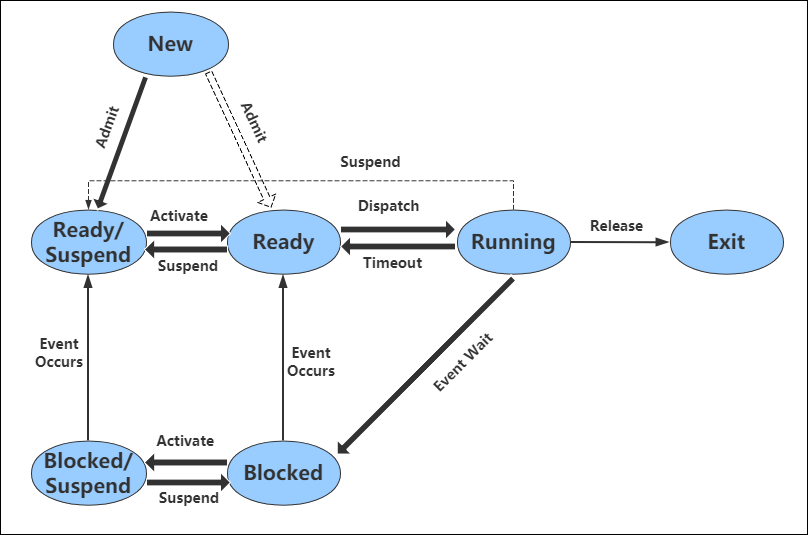 New
Admit
Admit
Suspend
Ready/
Suspend
Activate
Suspend
Ready
Dispatch
Timeout
Running
Release
Exit
Event
Occurs
Event
Occurs
Event Wait
Blocked/
Suspend
Activate
Suspend
Blocked